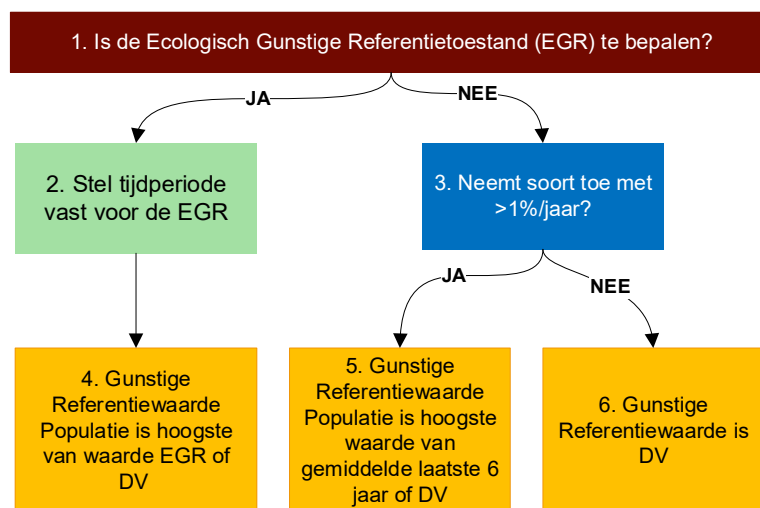 1. Is de Ecologisch Gunstige Referentietoestand (EGR) te bepalen?
JA
NEE
2. Stel tijdperiode
vast voor de EGR
3. Neemt soort toe met
>1%/jaar?
JA
NEE
4. Gunstige
Referentiewaarde
Populatie is hoogste
van waarde EGR of
DV
5. Gunstige
Referentiewaarde
Populatie is hoogste
waarde van
gemiddelde laatste 6
jaar of DV
6. Gunstige
Referentiewaarde is
DV